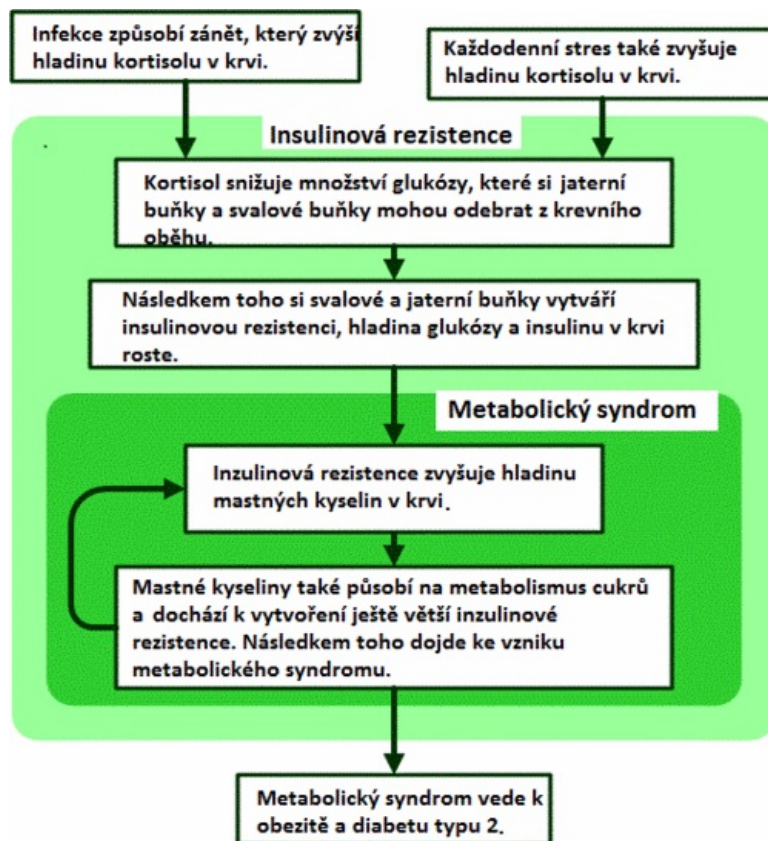 Infekce způsobí zánět, který zvýší
hladinu kortisolu v krvi.
Každodenní stres také zvyšuje
hladinu kortisolu v krvi.
Insulinová rezistence
Kortisol snižuje množství glukózy, které si jaterní
buňky a svalové buňky mohou odebrat z krevního
oběhu.
Následkem toho si svalové a jaterní buňky vytváří
insulinovou rezistenci, hladina glukózy a insulinu v krvi
roste.
Metabolický syndrom
Inzulinová rezistence zvyšuje hladinu
mastných kyselin v krvi.
Mastné kyseliny také působí na metabolismus cukrů
a dochází k vytvoření ještě větší inzulinové
rezistence. Následkem toho dojde ke vzniku
metabolického syndromu.
Metabolický syndrom vede k
obezitě a diabetu typu 2.